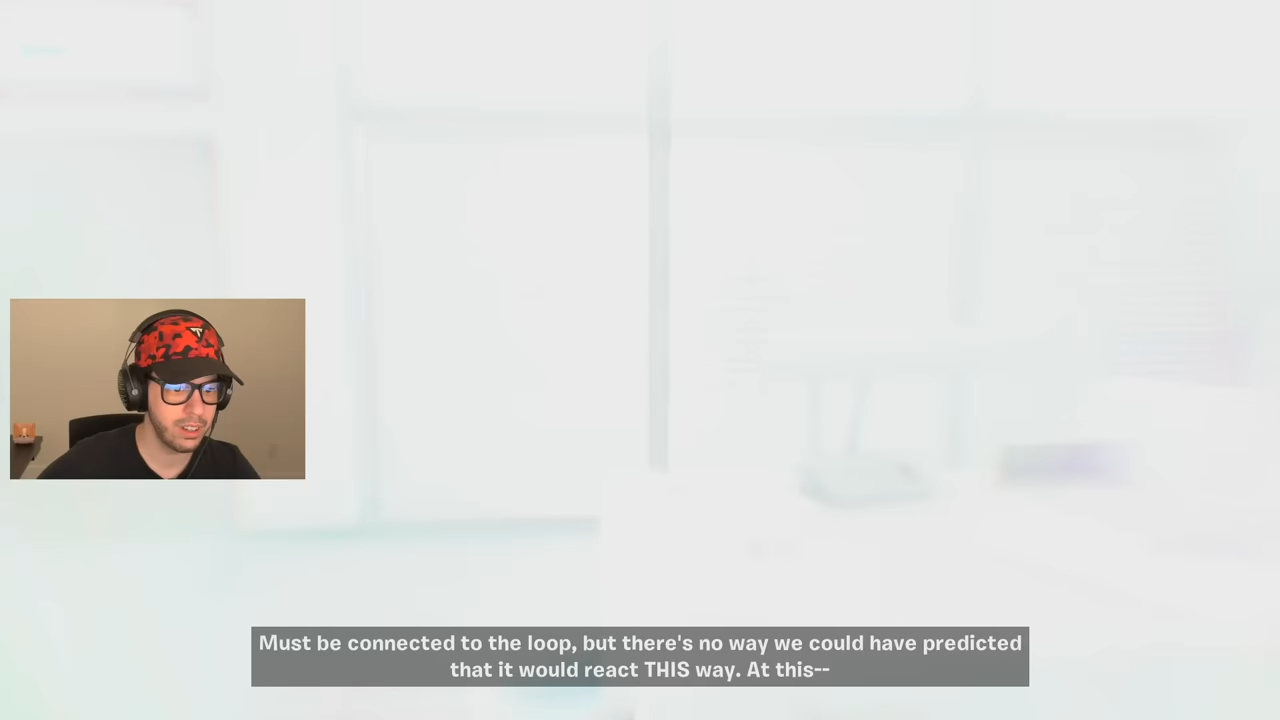 Must be connected to the loop, but there's no way we could have predicted
that it would react THIS way. At this--